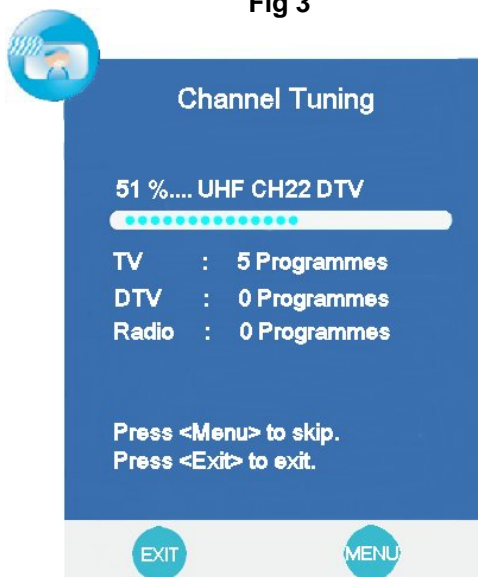 Fig 3
Channel Tuning
51 %.... UHF CH22 DTV
TV : 5 Programmes
DTV : 0 Programmes
Radio : 0 Programmes
Press <Menu> to skip.
Press <Exit> to exit.
EXIT MENU